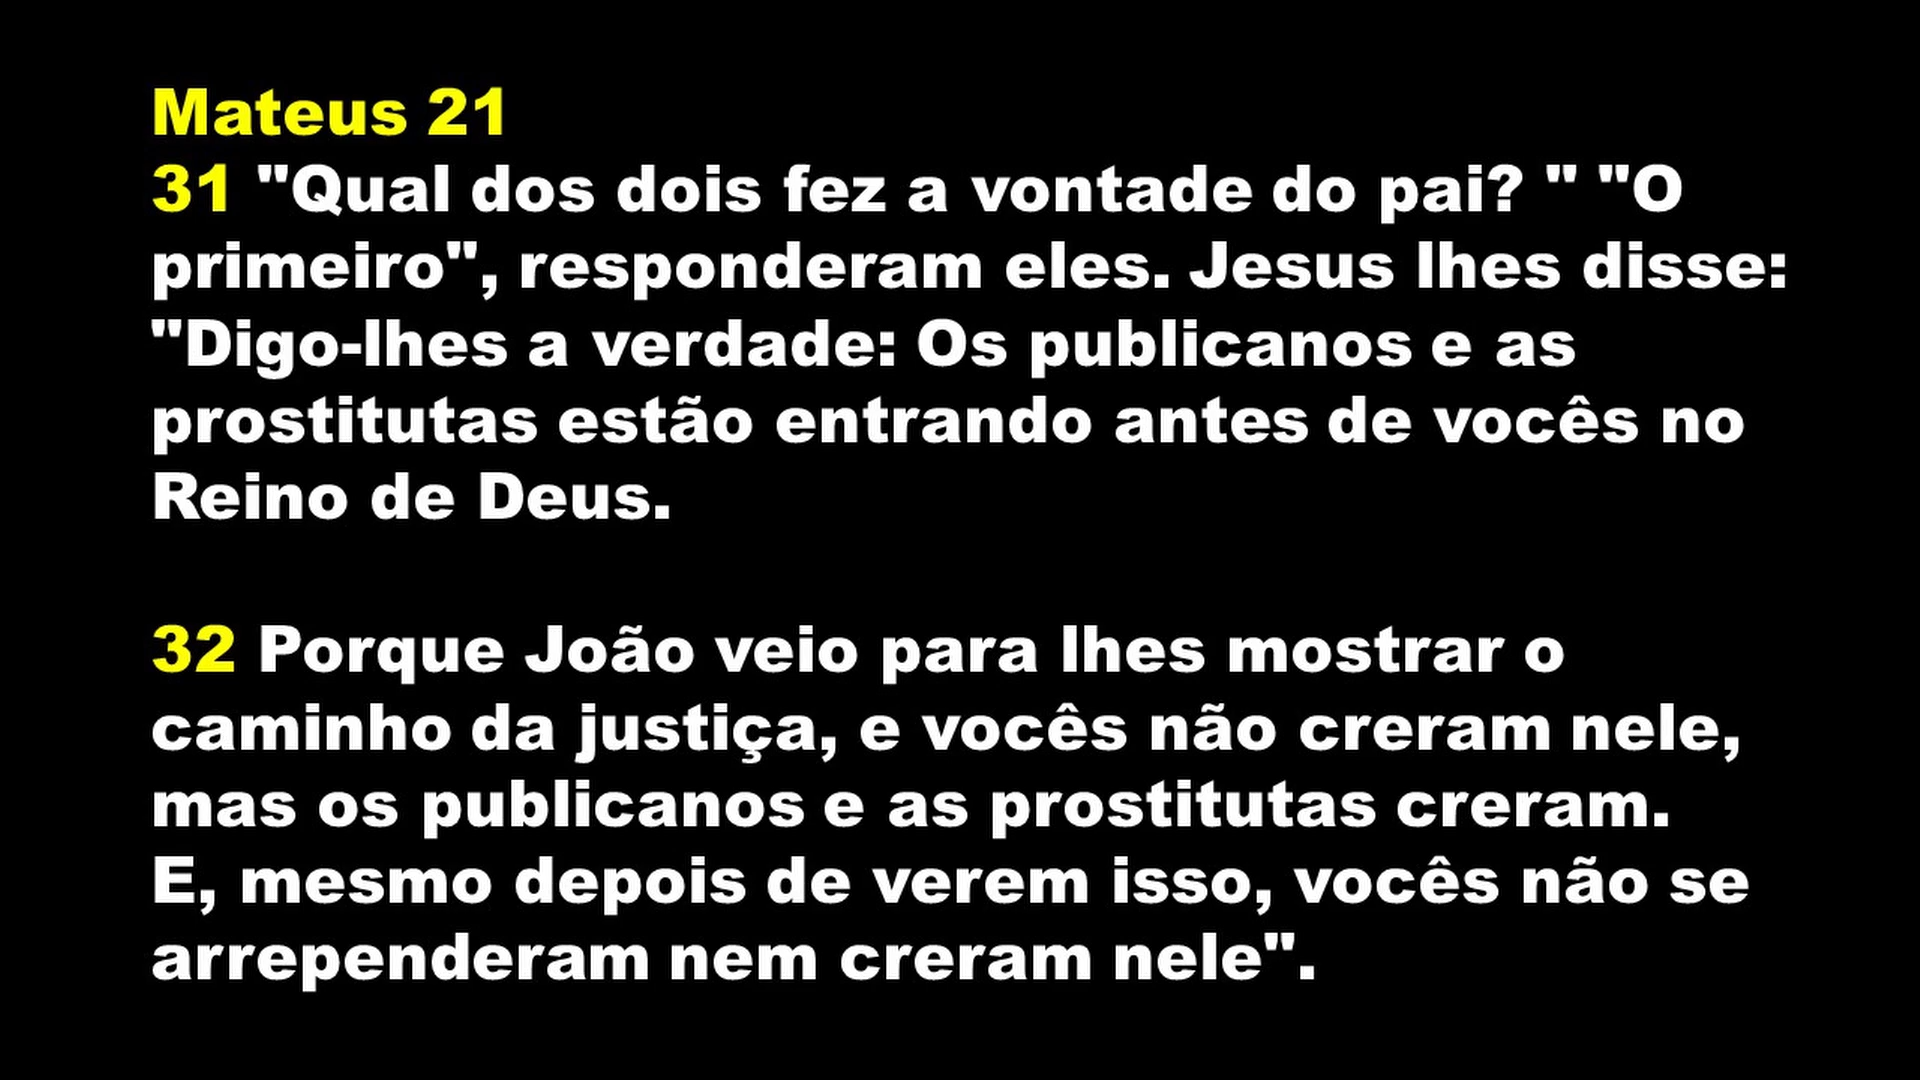 Mateus 21
31 "Qual dos dois fez a vontade do pai? " "O
primeiro", responderam eles. Jesus lhes disse:
"Digo-lhes a verdade: Os publicanos e as
prostitutas estão entrando antes de vocês no
Reino de Deus.
32 Porque João veio para lhes mostrar o
caminho da justiça, e vocês não creram nele,
mas os publicanos e as prostitutas creram.
E, mesmo depois de verem isso, vocês não se
arrependeram nem creram nele".